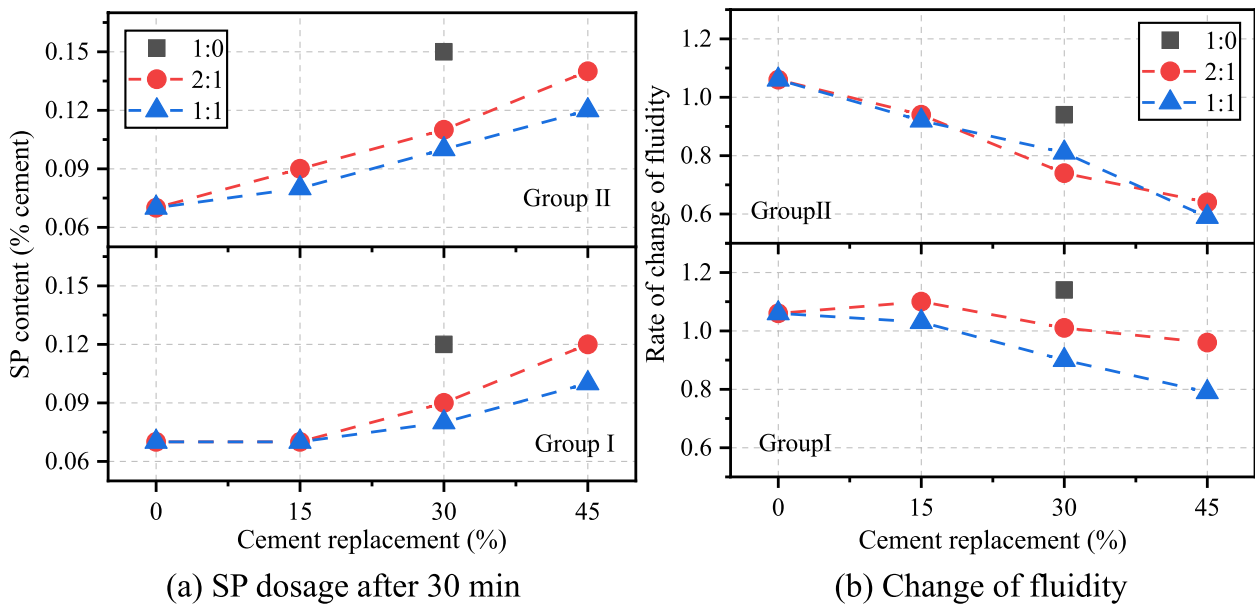 SP content (% cement)
0.15
0.12
0.09
0.06
1:0
2:1
1:1
Group II
0.15
0.12
0.09
0.06
Group I
0 15 30 45
Cement replacement (%)
(a) SP dosage after 30 min
Rate of change of fluidity
1.2
1.0
0.8
0.6
1:0
2:1
1:1
GroupII
1.2
1.0
0.8
0.6
GroupI
0 15 30 45
Cement replacement (%)
(b) Change of fluidity